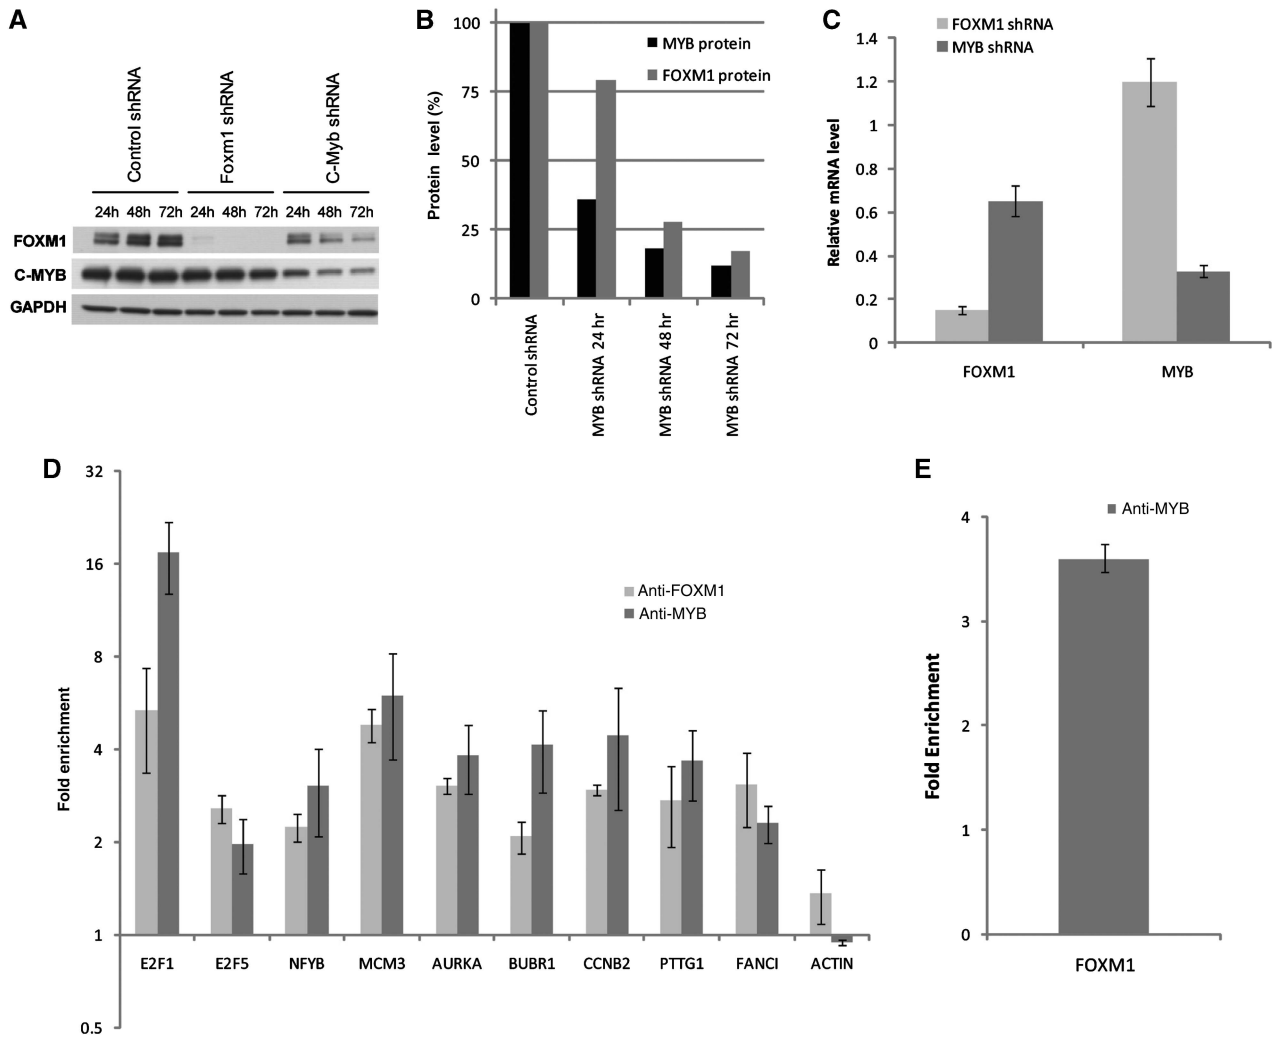 A
Control shRNA
Foxm1 shRNA
C-Myb shRNA
24h 48h 72h 24h 48h 72h 24h 48h 72h
FOXM1
C-MYB
GAPDH
B
MYB protein
FOXM1 protein
Protein level (%)
100
75
50
25
0
Control shRNA
MYB shRNA 24 hr
MYB shRNA 48 hr
MYB shRNA 72 hr
C
FOXM1 shRNA
MYB shRNA
Relative mRNA level
1.4
1.2
1
0.8
0.6
0.4
0.2
0
FOXM1 MYB
D
Anti-FOXM1
Anti-MYB
Fold enrichment
32
16
8
4
2
1
0.5
E2F1 E2F5 NFYB MCM3 AURKA BUBR1 CCNB2 PTTG1 FANCI ACTIN
E
Anti-MYB
Fold Enrichment
4
3
2
1
0
FOXM1